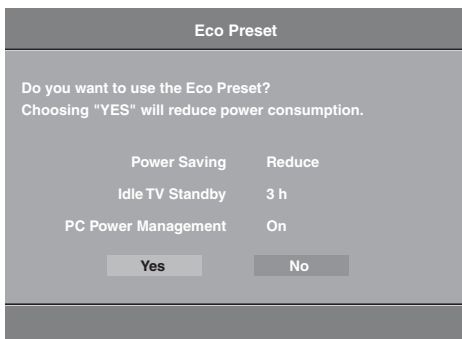 Eco Preset
Do you want to use the Eco Preset?
Choosing "YES" will reduce power consumption.
Power Saving Reduce
Idle TV Standby 3 h
PC Power Management On
Yes No